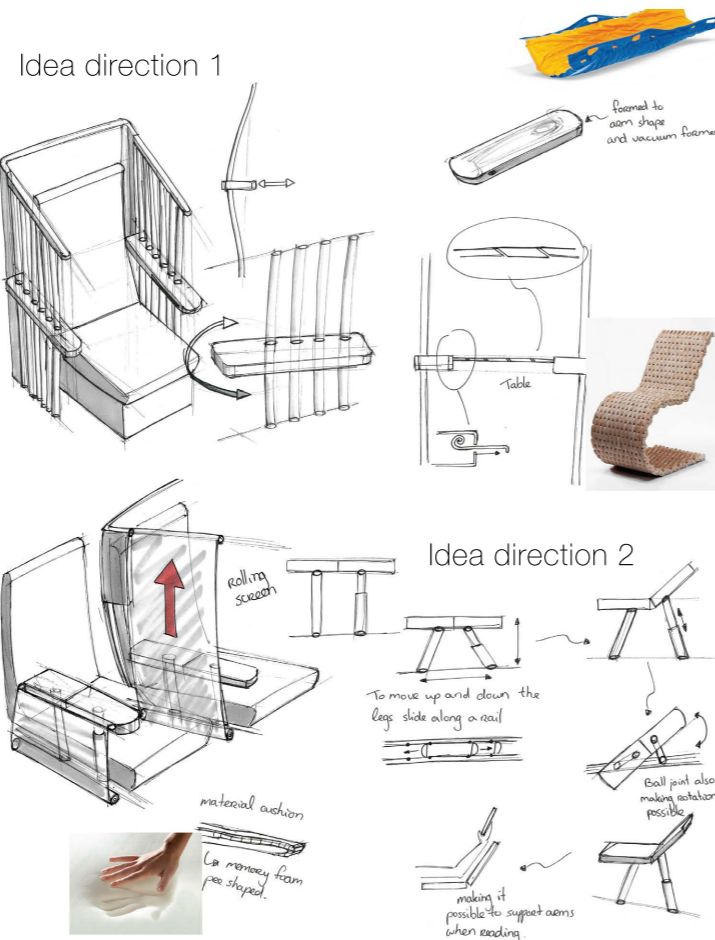 Idea direction 1
formed to
arm shape
and vacuum forme
Table
Rolling
screen
Idea direction 2
To move up and down the
legs slide along a rail
Ball joint also
making rotation
possible
material cushion
memory foam
pre shaped.
making it
possible to support arms
when reading.